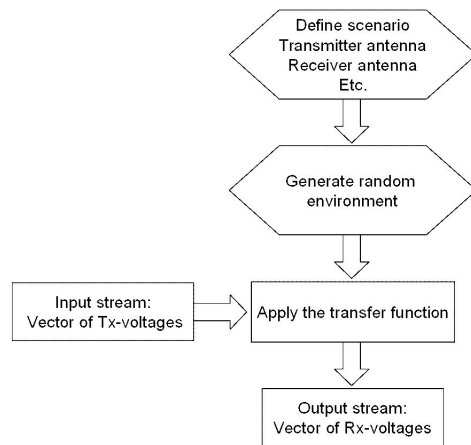 Define scenario
Transmitter antenna
Receiver antenna
Etc.
Generate random
environment
Input stream:
Vector of Tx-voltages
Apply the transfer function
Output stream:
Vector of Rx-voltages